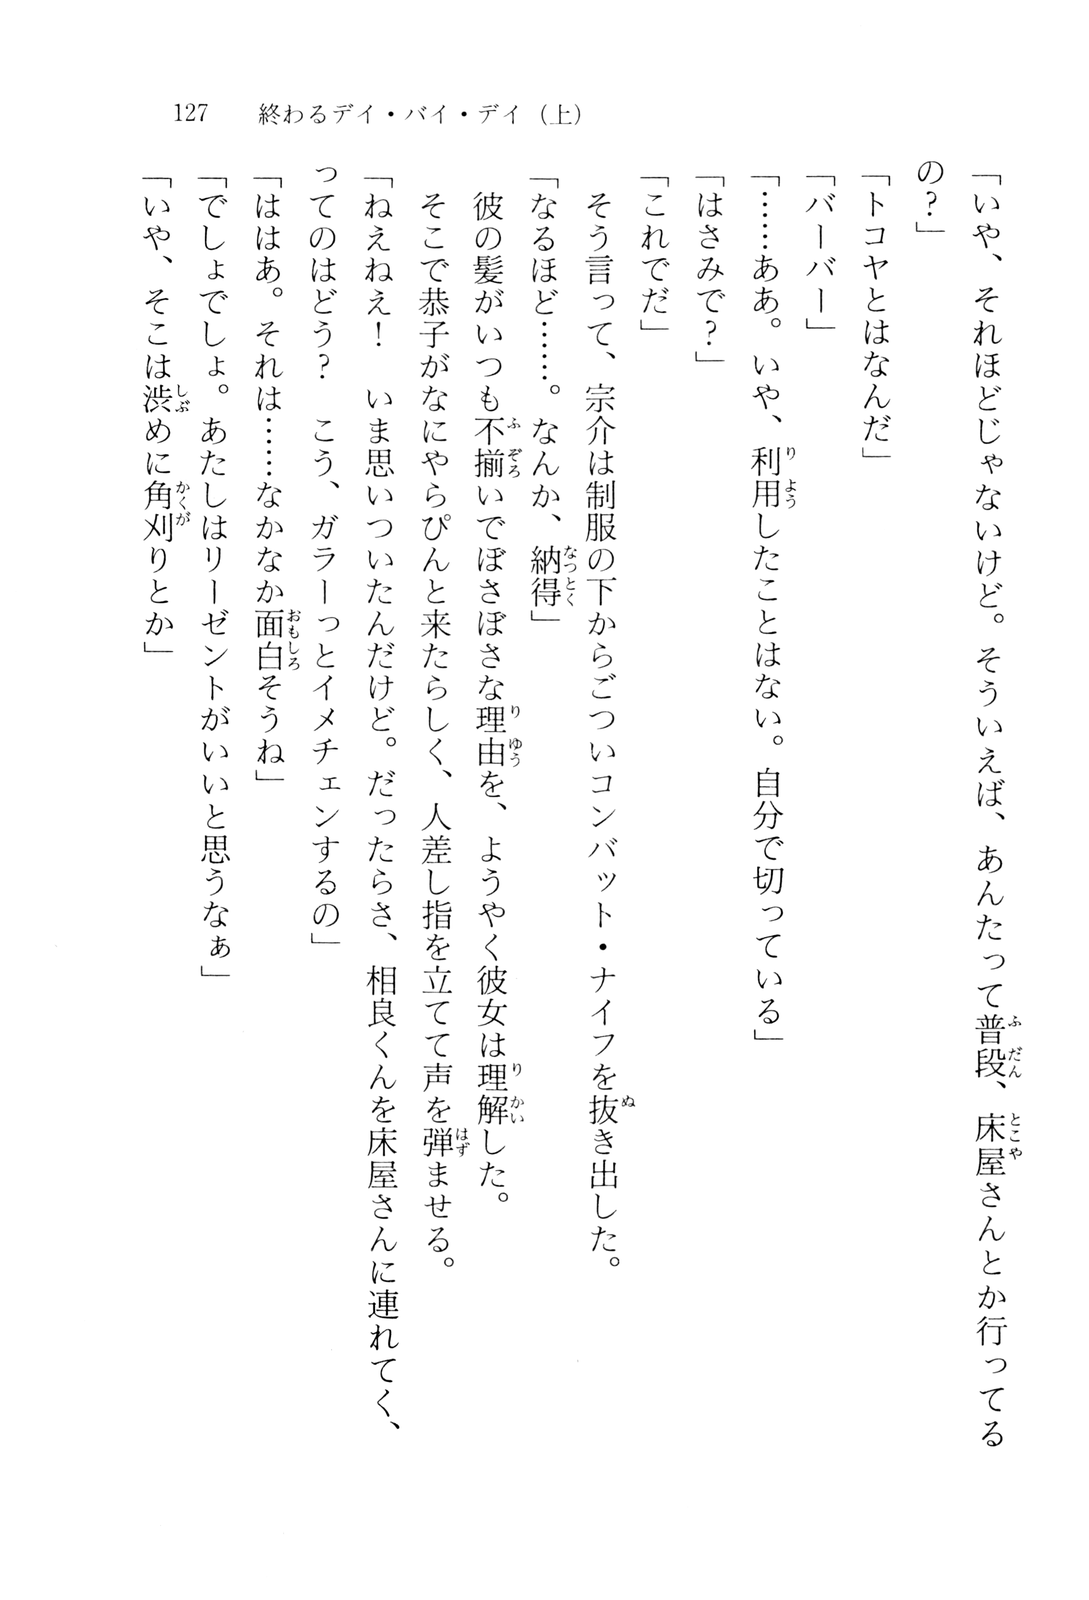 127 終わるデイ・バイ・デイ（上）
「いや、それほどじゃないけど。そういえば、あんたって普段、床屋さんとか行ってる
の？」
「トコヤとはなんだ」
「バーバー」
「……ああ。いや、利用したことはない。自分で切っている」
「はさみで？」
「これでだ」
　そう言って、宗介は制服の下からごついコンバット・ナイフを抜き出した。
「なるほど……。なんか、納得」
　彼の髪がいつも不揃いでぼさぼさな理由を、ようやく彼女は理解した。
　そこで恭子がなにやらぴんと来たらしく、人差し指を立てて声を弾ませる。
「ねえねえ！　いま思いついたんだけど。だったらさ、相良くんを床屋さんに連れてく、
ってのはどう？　こう、ガラーっとイメチェンするの」
「ははあ。それは……なかなか面白そうね」
「でしょでしょ。あたしはリーゼントがいいと思うなぁ」
「いや、そこは渋めに角刈りとか」